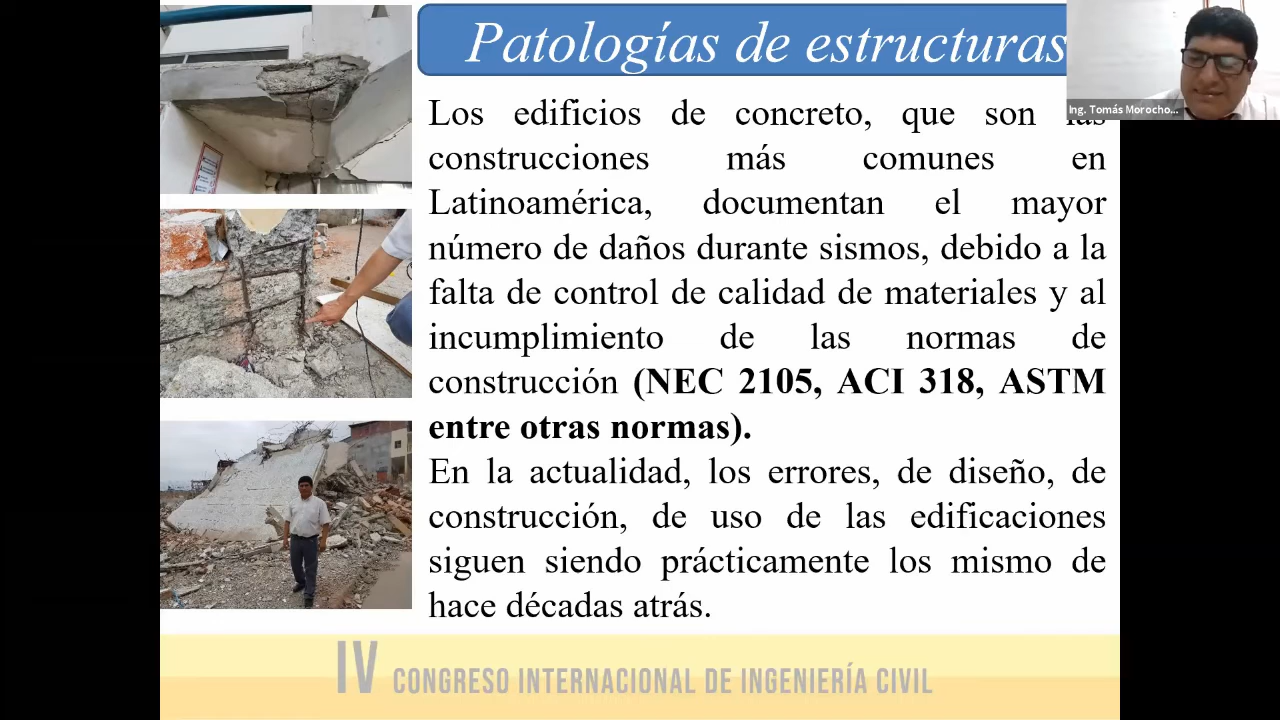 Patologías de estructuras
Ing. Tomás Morocho...
Los edificios de concreto, que son las
construcciones más comunes en
Latinoamérica, documentan el mayor
número de daños durante sismos, debido a la
falta de control de calidad de materiales y al
incumplimiento de las normas de
construcción (NEC 2105, ACI 318, ASTM
entre otras normas).
En la actualidad, los errores, de diseño, de
construcción, de uso de las edificaciones
siguen siendo prácticamente los mismo de
hace décadas atrás.
IV CONGRESO INTERNACIONAL DE INGENIERÍA CIVIL